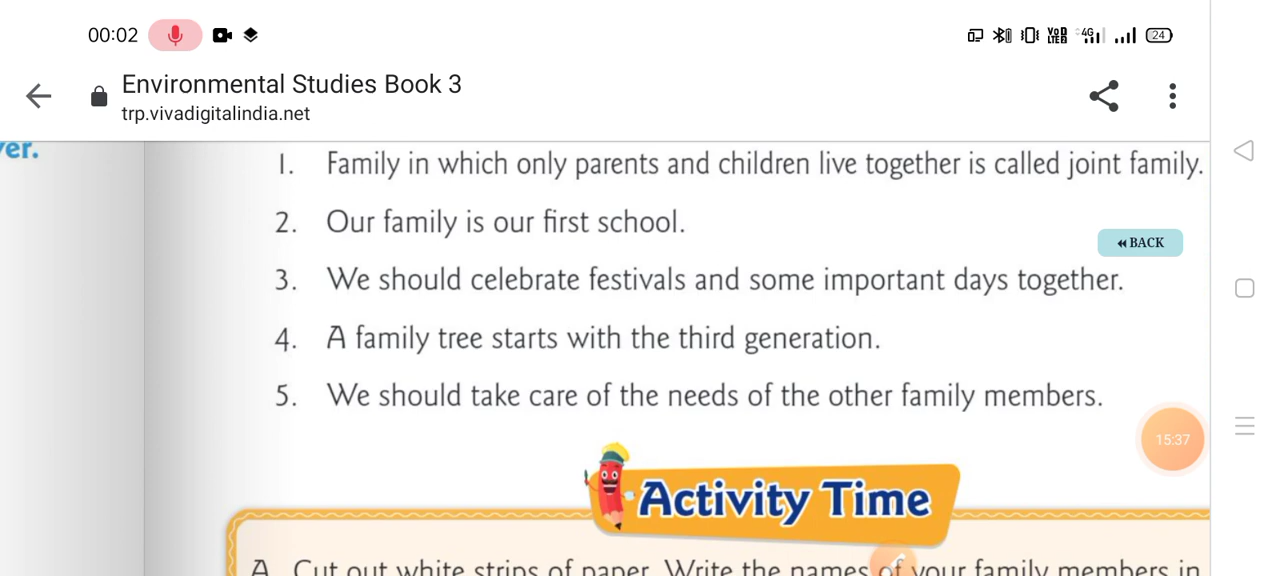 00:02 VoD LTED 4G 24
Environmental Studies Book 3
trp.vivadigitalindia.net
er.
1. Family in which only parents and children live together is called joint family.
2. Our family is our first school.
BACK
3. We should celebrate festivals and some important days together.
4. A family tree starts with the third generation.
5. We should take care of the needs of the other family members.
15:37
Activity Time
A. Cut out white strips of paper. Write the names of your family members in